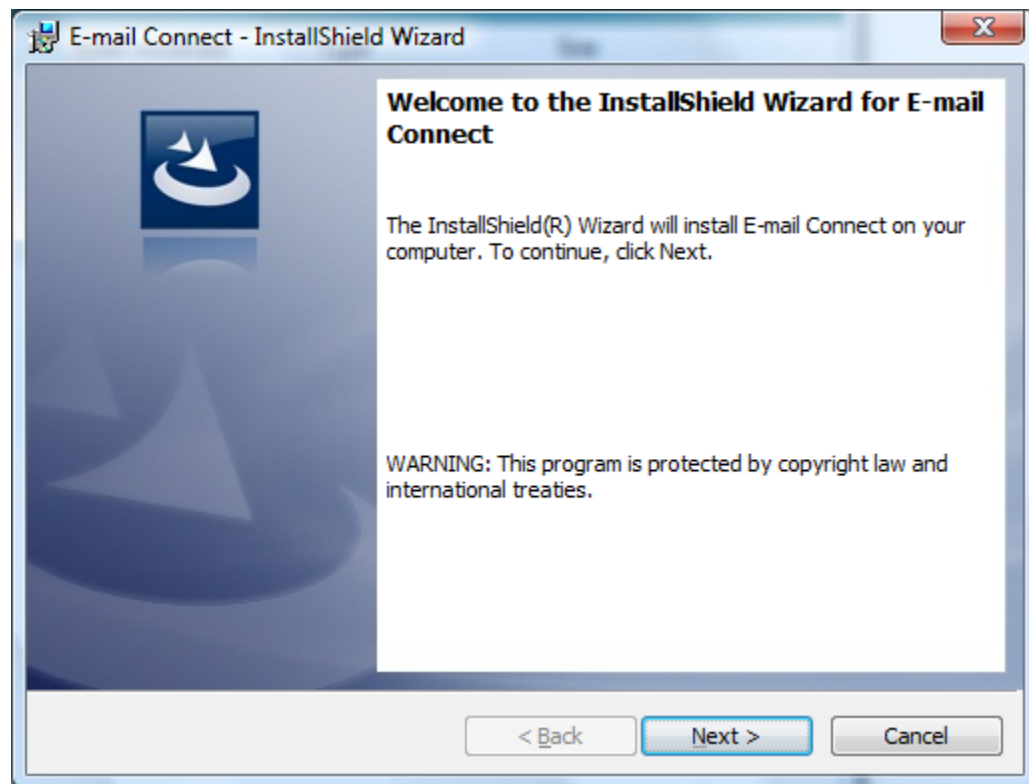 E-mail Connect - InstallShield Wizard
Welcome to the InstallShield Wizard for E-mail
Connect
The InstallShield(R) Wizard will install E-mail Connect on your
computer. To continue, click Next.
WARNING: This program is protected by copyright law and
international treaties.
< Back
Next >
Cancel